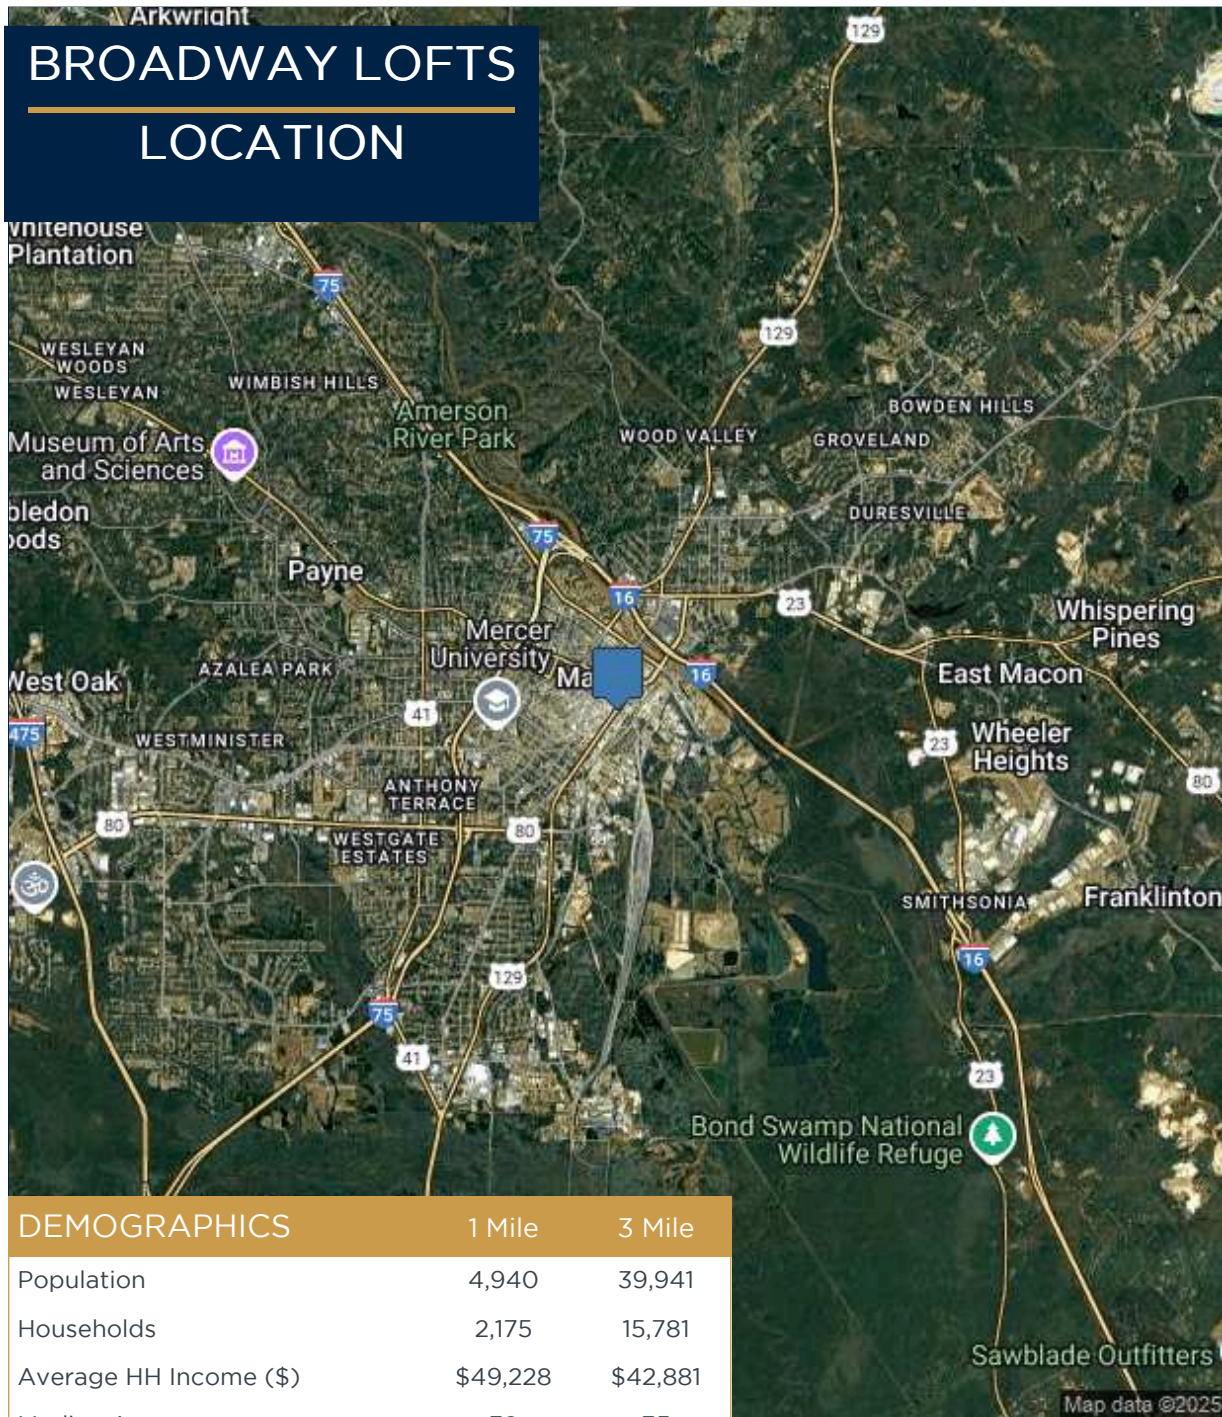 Arkwright
BROADWAY LOFTS
LOCATION
129
Whitehouse
Plantation
75
129
WESLEYAN
WOODS
WESLEYAN
WIMBISH HILLS
Amerson
River Park
BOWDEN HILLS
WOOD VALLEY
GROVELAND
Museum of Arts
and Sciences
bledon
oods
DURESVILLE
75
Payne
16
23
Whispering
Pines
Mercer
University
AZALEA PARK
West Oak
Ma
16
East Macon
41
475
WESTMINISTER
23
Wheeler
Heights
80
ANTHONY
TERRACE
80
80
WESTGATE
ESTATES
SMITHSONIA
Franklinton
16
129
75
41
23
Bond Swamp National
Wildlife Refuge
DEMOGRAPHICS 1 Mile 3 Mile
Population 4,940 39,941
Households 2,175 15,781
Average HH Income ($) $49,228 $42,881
Sawblade Outfitters
Map data ©2025